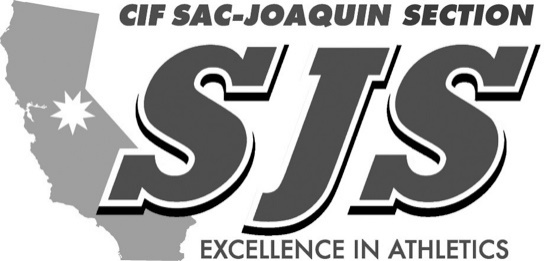 CIF SAC-JOAQUIN SECTION
SJS
EXCELLENCE IN ATHLETICS